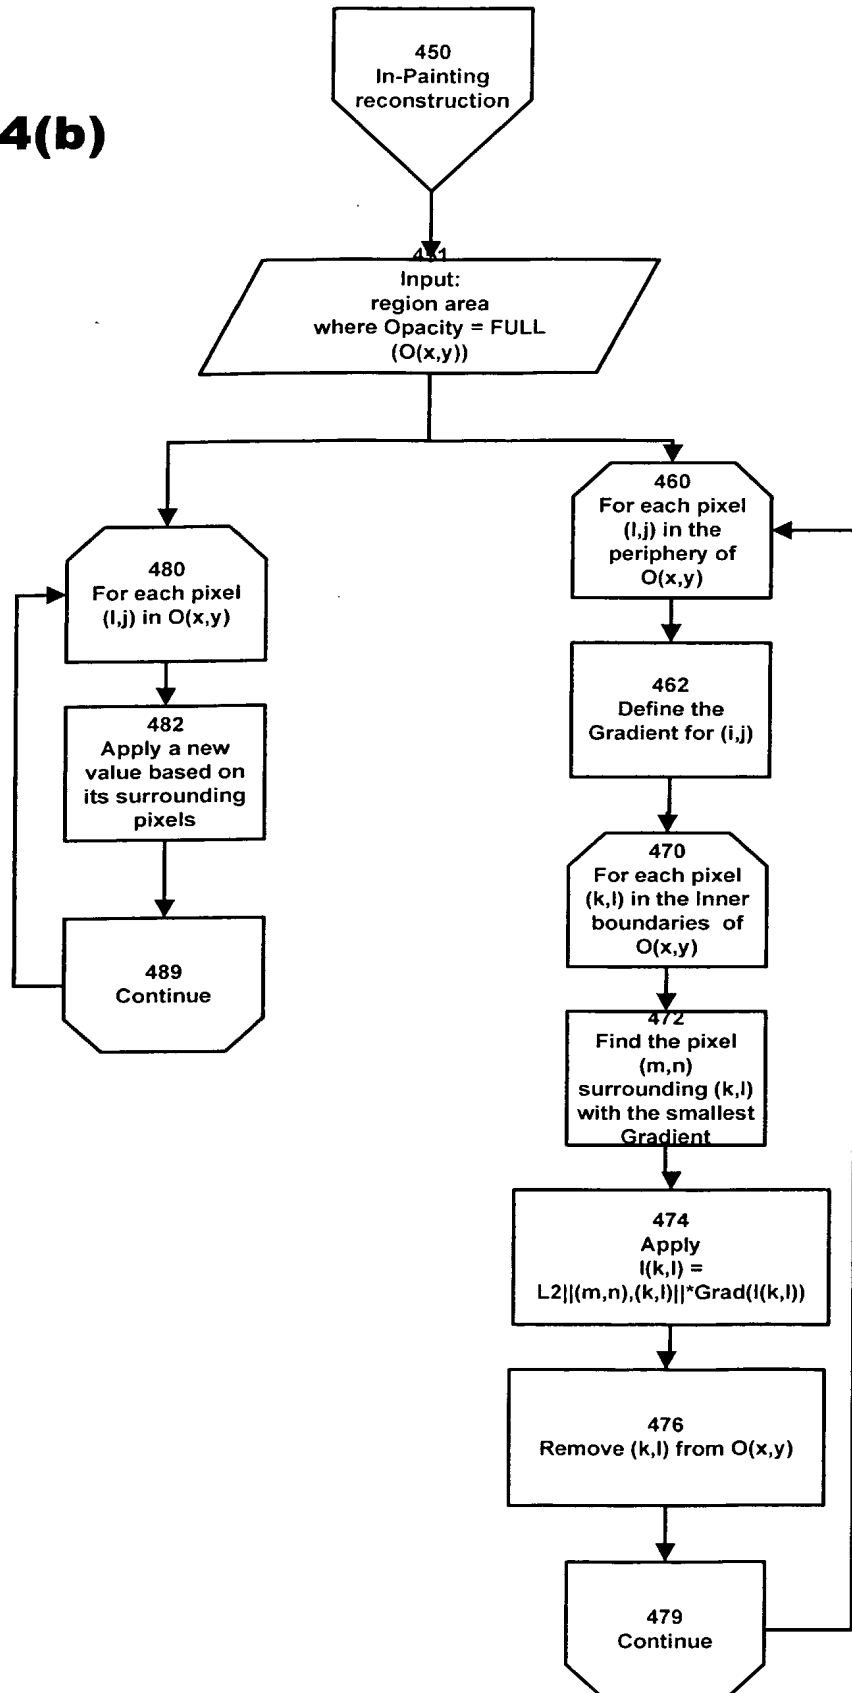 4(b)
450
In-Painting
reconstruction
451
Input:
region area
where Opacity = FULL
(O(x,y))
480
For each pixel
(I,j) in O(x,y)
482
Apply a new
value based on
its surrounding
pixels
489
Continue
460
For each pixel
(I,j) in the
periphery of
O(x,y)
462
Define the
Gradient for (i,j)
470
For each pixel
(k,l) in the Inner
boundaries of
O(x,y)
472
Find the pixel
(m,n)
surrounding (k,l)
with the smallest
Gradient
474
Apply
I(k,l) =
L2||(m,n),(k,l)||*Grad(I(k,l))
476
Remove (k,l) from O(x,y)
479
Continue